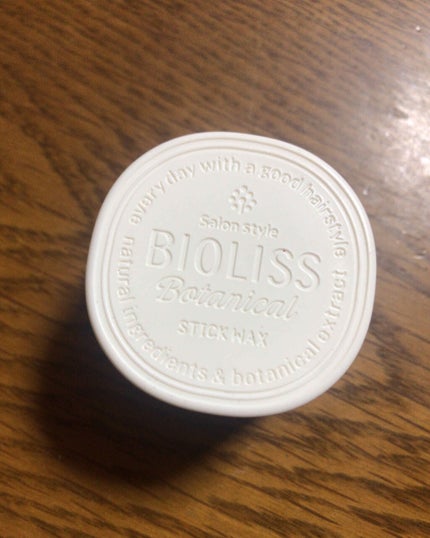 every day with a good hairstyle
Salon style
BIOLISS
Botanical
STICK WAX
natural ingredients & botanical extract